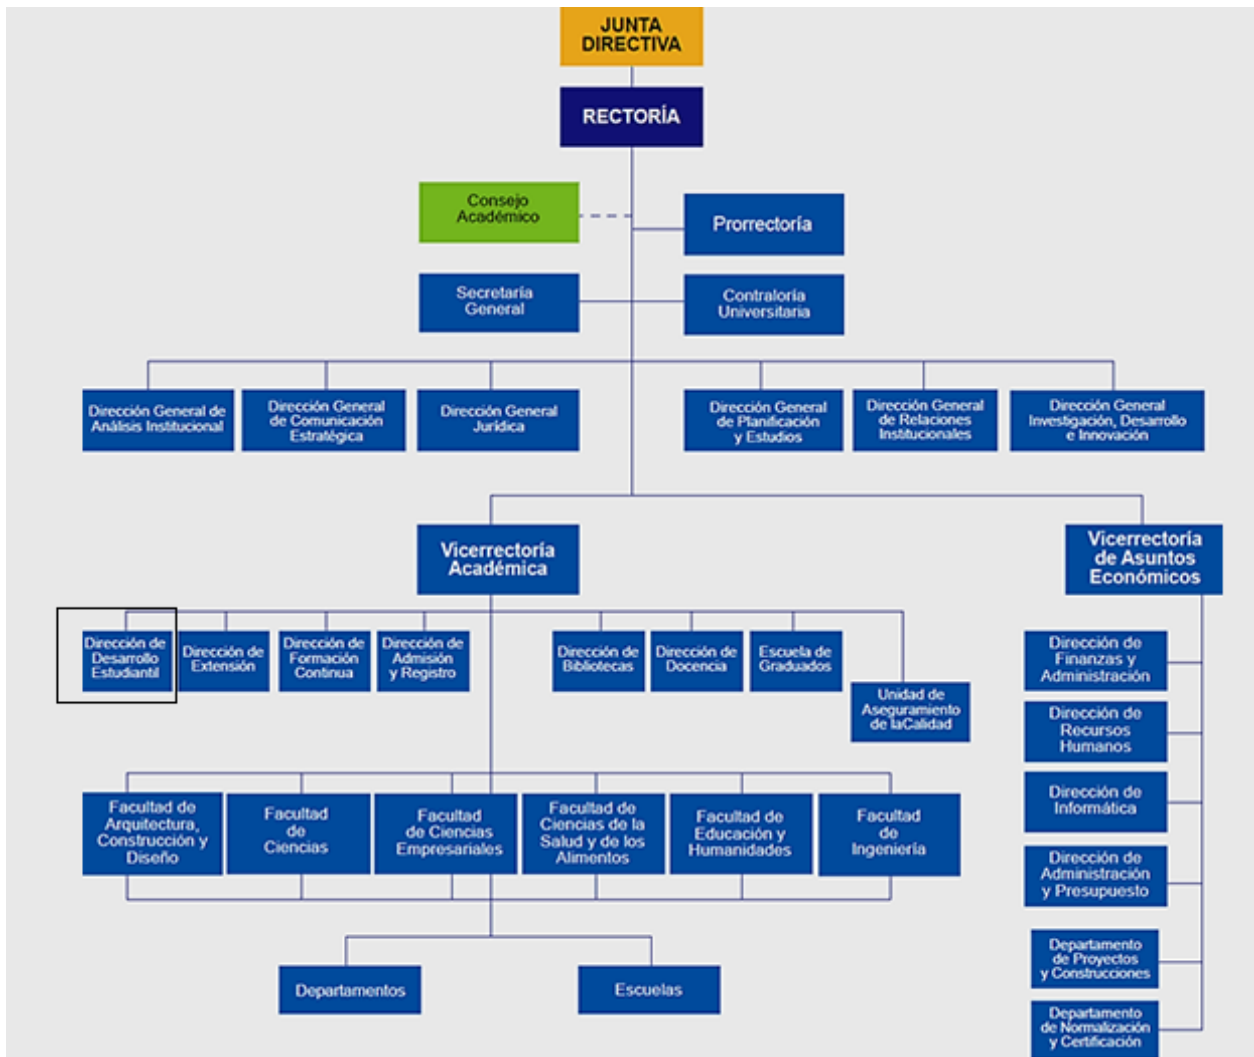 JUNTA
DIRECTIVA
RECTORÍA
Consejo
Académico
Prorrectoría
Secretaría
General
Contraloría
Universitaria
Dirección General de
Análisis Institucional
Dirección General
de Comunicación
Estratégica
Dirección General
Jurídica
Dirección General
de Planificación
y Estudios
Dirección General
de Relaciones
Institucionales
Dirección General
Investigación, Desarrollo
e Innovación
Vicerrectoría
Académica
Vicerrectoría
de Asuntos
Económicos
Dirección de
Desarrollo
Estudiantil
Dirección de
Extensión
Dirección de
Formación
Continua
Dirección de
Admisión
y Registro
Dirección de
Bibliotecas
Dirección de
Docencia
Escuela de
Graduados
Unidad de
Aseguramiento
de laCalidad
Dirección de
Finanzas y
Administración
Dirección de
Recursos
Humanos
Dirección de
Informática
Dirección de
Administración
y Presupuesto
Departamento
de Proyectos
y Construcciones
Departamento
de Normalización
y Certificación
Facultad de
Arquitectura,
Construcción y
Diseño
Facultad
de
Ciencias
Facultad
de Ciencias
Empresariales
Facultad de
Ciencias de la
Salud y de los
Alimentos
Facultad de
Educación y
Humanidades
Facultad
de
Ingeniería
Departamentos
Escuelas